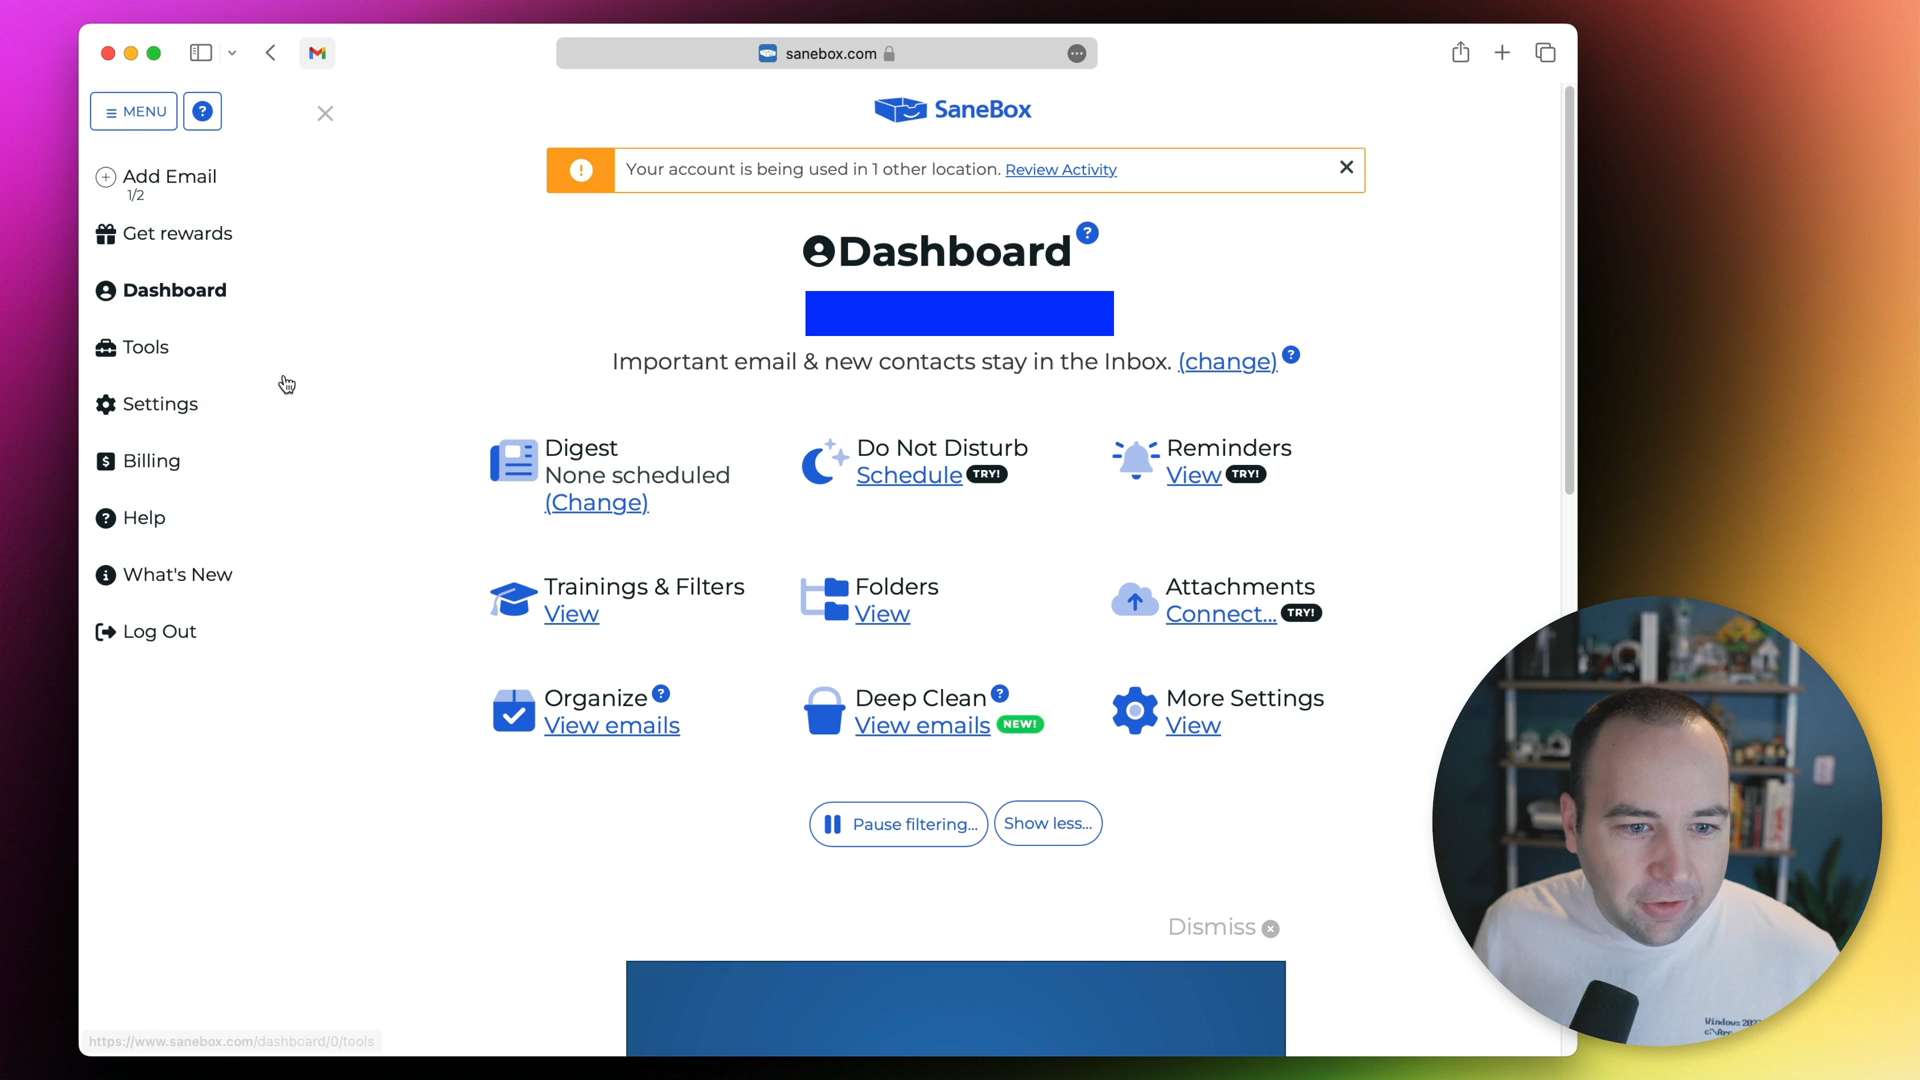 sanebox.com
MENU
?
SaneBox
Your account is being used in 1 other location. Review Activity
Add Email
1/2
Get rewards
Dashboard
Tools
Settings
Billing
Help
What's New
Log Out
Dashboard ?
Important email & new contacts stay in the Inbox. (change) ?
Digest
None scheduled
(Change)
Do Not Disturb
Schedule TRY!
Reminders
View TRY!
Trainings & Filters
View
Folders
View
Attachments
Connect... TRY!
Organize ?
View emails
Deep Clean ?
View emails NEW!
More Settings
View
Pause filtering...
Show less...
Dismiss
https://www.sanebox.com/dashboard/0/tools